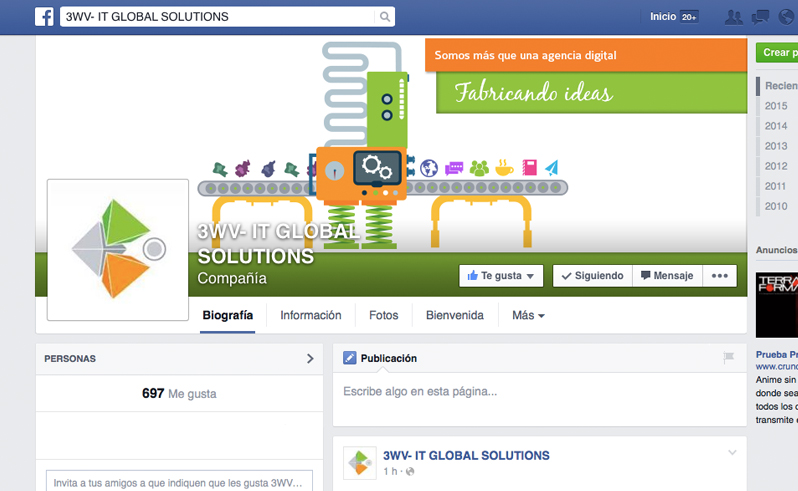 3WV- IT GLOBAL SOLUTIONS
Inicio 20+
Somos más que una agencia digital
Fabricando ideas
Crear p
Recien
2015
2014
2013
2012
2011
2010
3WV- IT GLOBAL
SOLUTIONS
Compañía
Te gusta
Siguiendo
Mensaje
Biografía
Información
Fotos
Bienvenida
Más
Anuncios
TERRA
FORMA
PERSONAS
697 Me gusta
Invita a tus amigos a que indiquen que les gusta 3WV...
Publicación
Escribe algo en esta página...
3WV- IT GLOBAL SOLUTIONS
1 h ·
Prueba Pr
www.crunc
Anime sin
donde sea
todos los d
transmite e